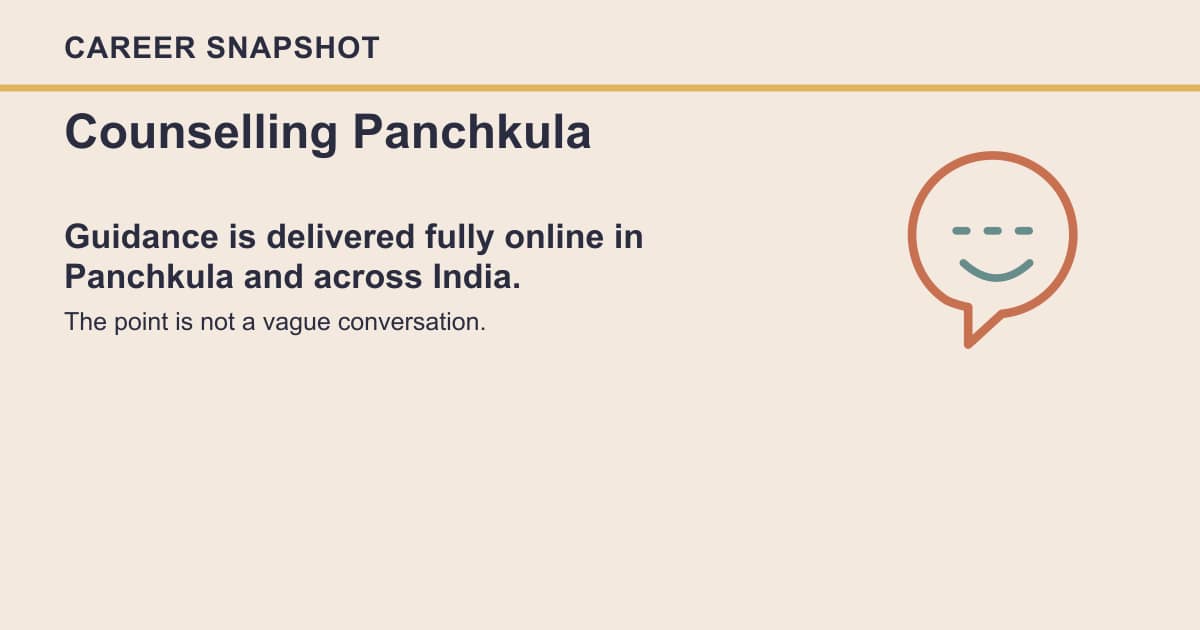 CAREER SNAPSHOT
Counselling Panchkula
Guidance is delivered fully online in
Panchkula and across India.
The point is not a vague conversation.